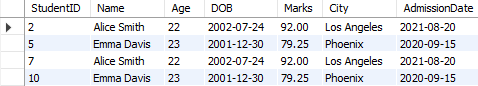 StudentID Name Age DOB Marks City AdmissionDate
2 Alice Smith 22 2002-07-24 92.00 Los Angeles 2021-08-20
5 Emma Davis 23 2001-12-30 79.25 Phoenix 2020-09-15
7 Alice Smith 22 2002-07-24 92.00 Los Angeles 2021-08-20
10 Emma Davis 23 2001-12-30 79.25 Phoenix 2020-09-15